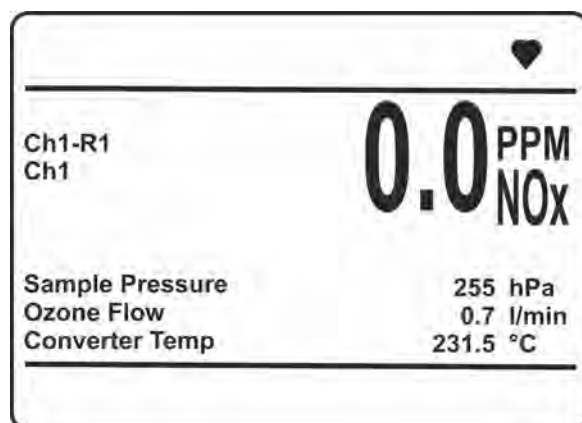 Ch1-R1
Ch1
0.0 PPM NOx
Sample Pressure 255 hPa
Ozone Flow 0.7 l/min
Converter Temp 231.5 °C